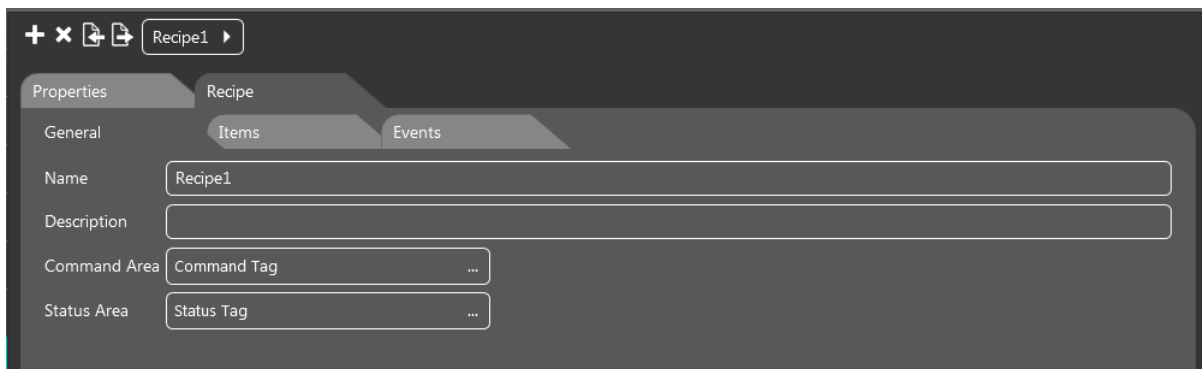 Recipe1
Properties Recipe
General Items Events
Name Recipe1
Description
Command Area Command Tag ...
Status Area Status Tag ...